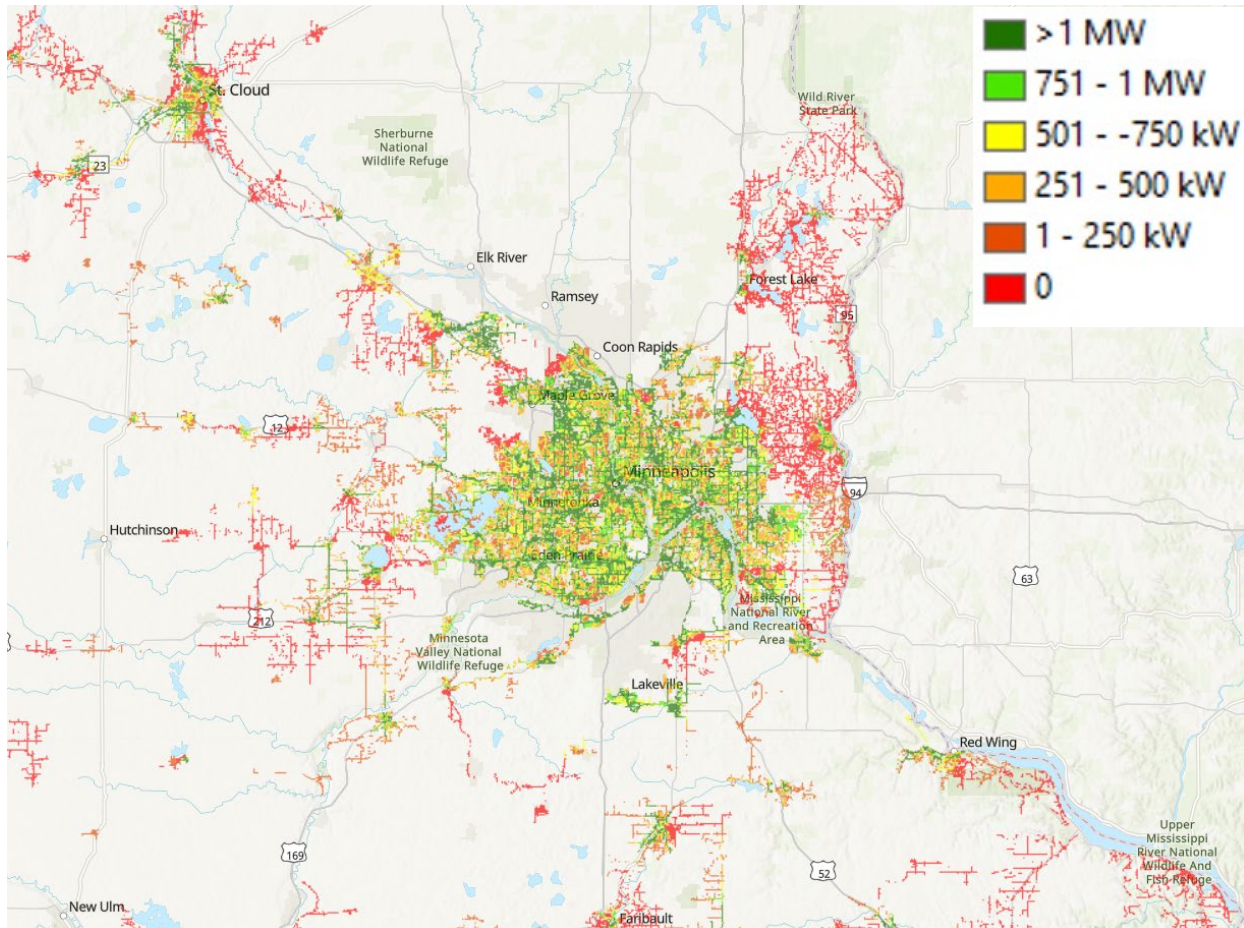 >1 MW
751 - 1 MW
501 - -750 kW
251 - 500 kW
1 - 250 kW
0
Wild River
State Park
St. Cloud
Sherburne
National
Wildlife Refuge
23
Elk River
Forest Lake
Ramsey
95
Coon Rapids
Maple Grove
12
Minneapolis
94
Minnetonka
Hutchinson
Eden Prairie
63
Mississippi
National River
and Recreation
Area
212
Minnesota
Valley National
Wildlife Refuge
Lakeville
Red Wing
Upper
Mississippi
River National
Wildlife And
Fish Refuge
169
52
New Ulm
Faribault